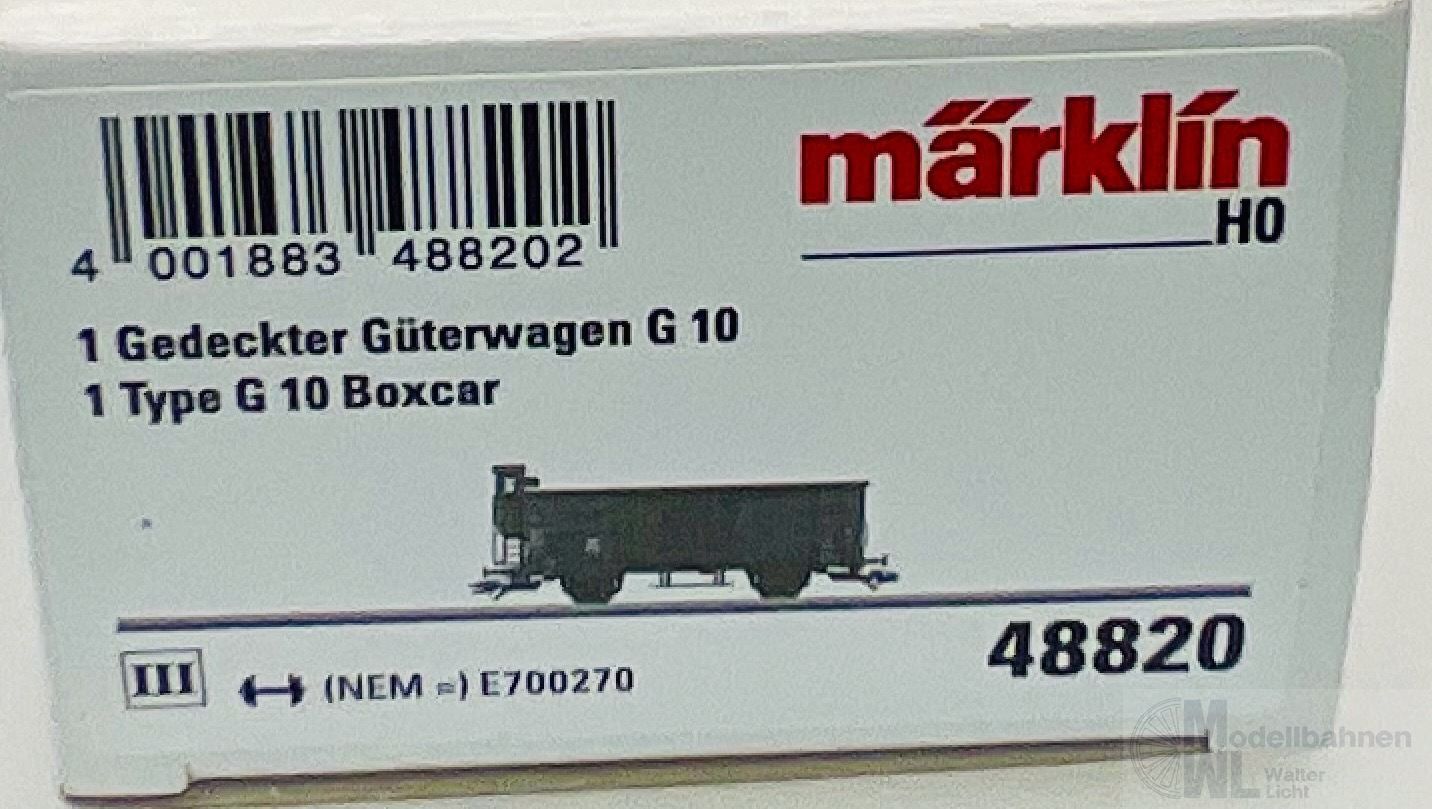 märklin
H0
4 001883 488202
1 Gedeckter Güterwagen G 10
1 Type G 10 Boxcar
III (NEM ≈) E700270
48820
Modellbahnen
WL Walter
Licht